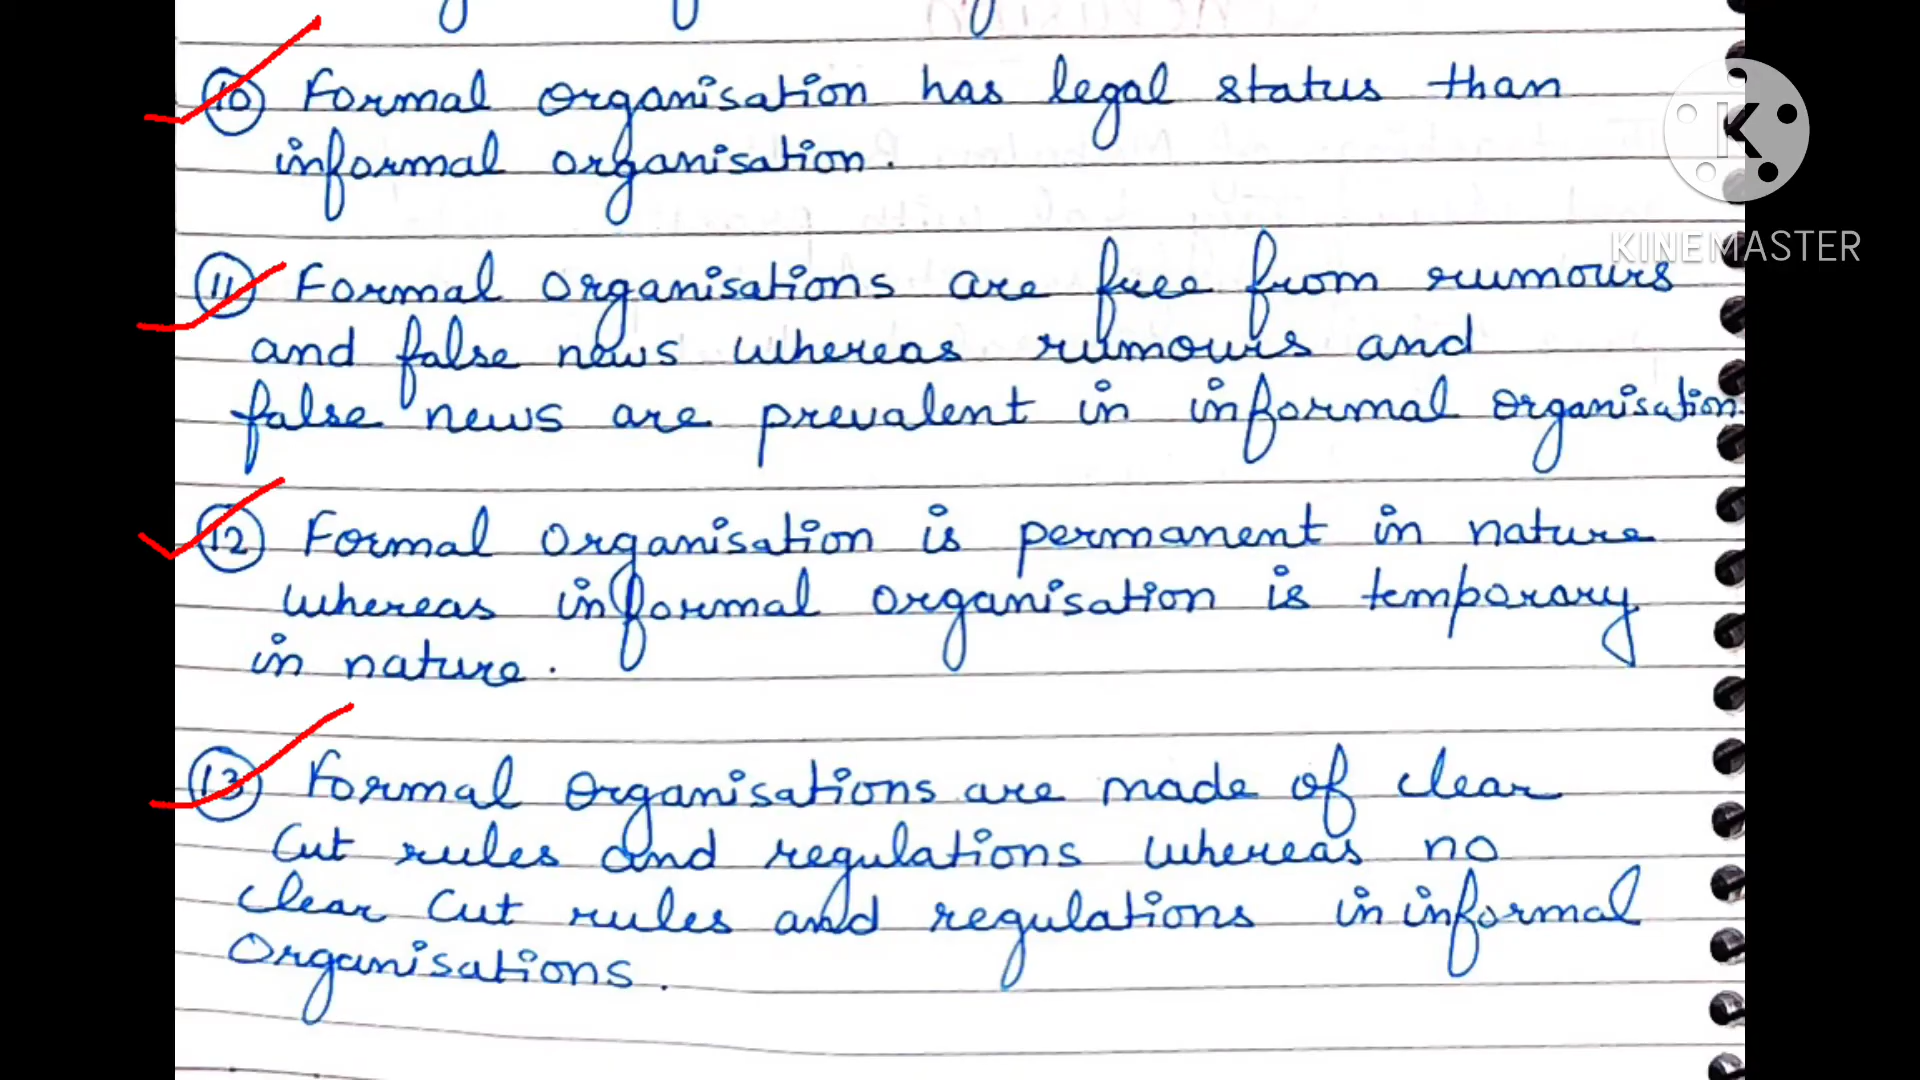 10 Formal organisation has legal status than
informal organisation.
11 Formal organisations are free from rumours
and false news whereas rumours and
false news are prevalent in informal organisation.
12 Formal organisation is permanent in nature
whereas informal organisation is temporary
in nature.
13 Formal organisations are made of clear
cut rules and regulations whereas no
clear cut rules and regulations in informal
organisations.
K
KINEMASTER